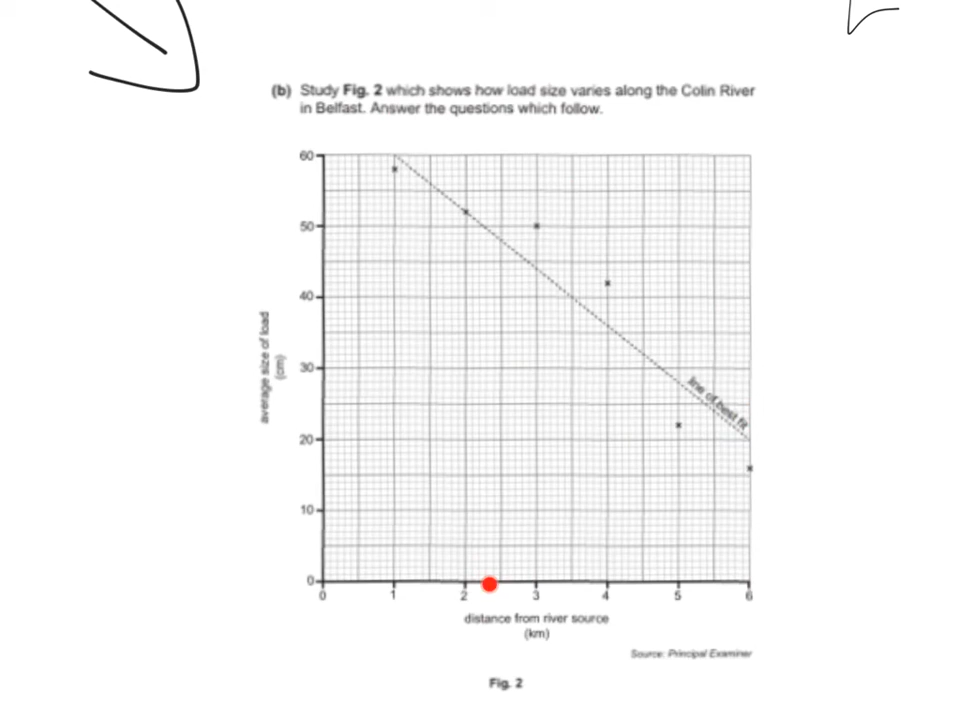 (b) Study Fig. 2 which shows how load size varies along the Colin River
in Belfast. Answer the questions which follow.
60
50
40
30
20
10
0
average size of load
(cm)
line of best fit
0 1 2 3 4 5 6
distance from river source
(km)
Source: Principal Examiner
Fig. 2